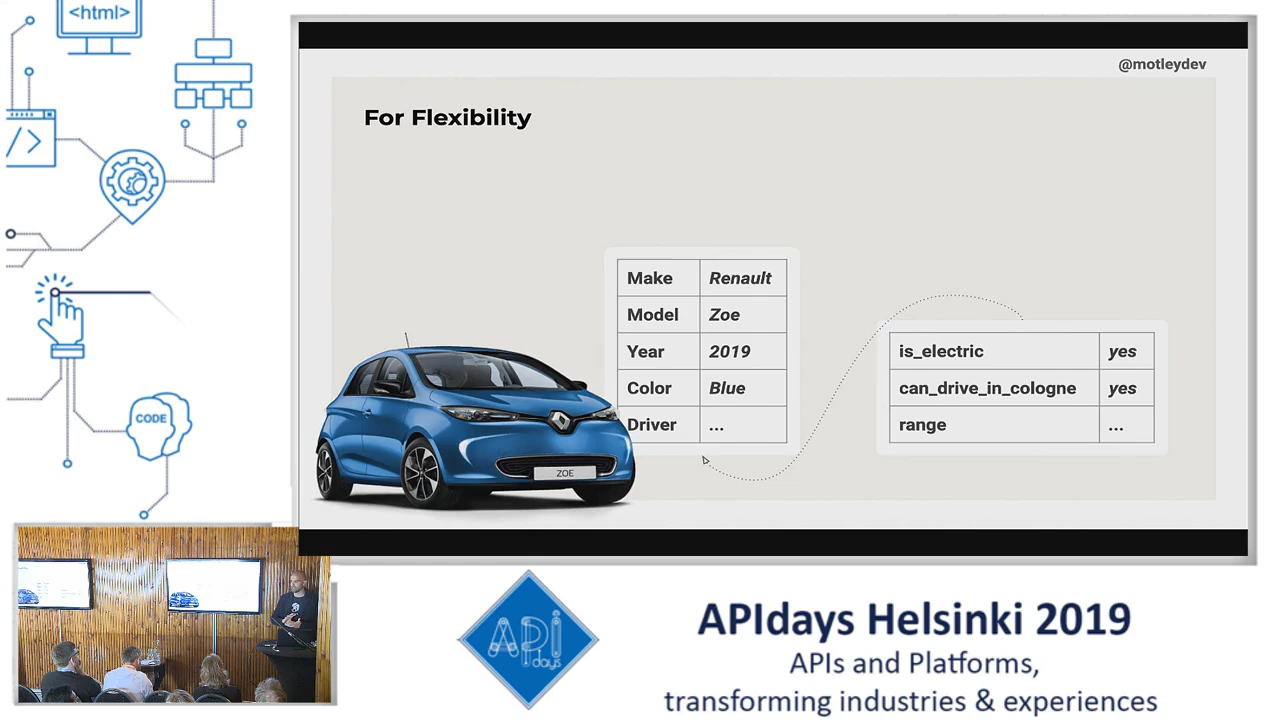 <html>
</>
CODE
@motleydev
For Flexibility
Make Renault
Model Zoe
Year 2019
Color Blue
Driver ...
is_electric yes
can_drive_in_cologne yes
range ...
ZOE
API
days
APIdays Helsinki 2019
APIs and Platforms,
transforming industries & experiences